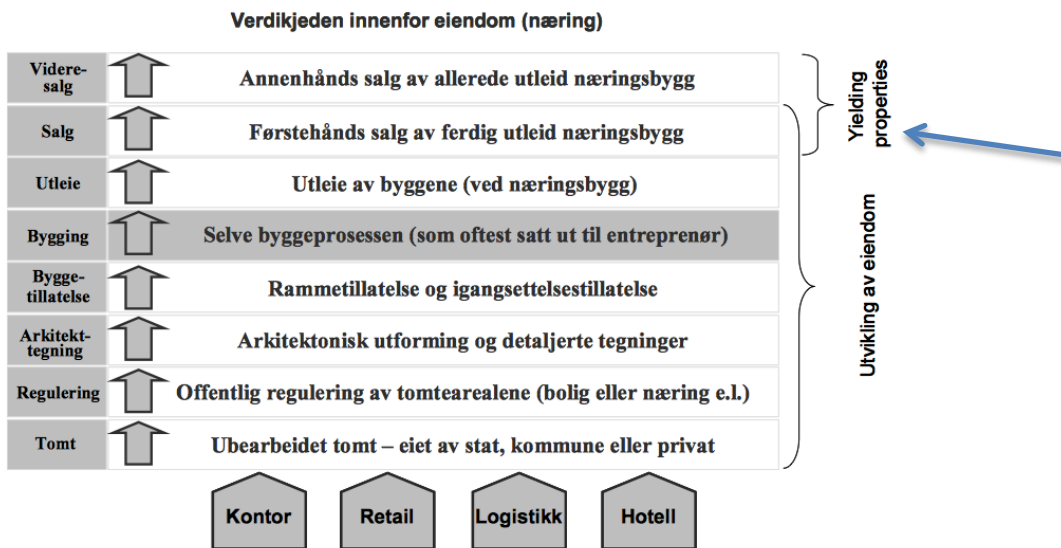 Verdikjeden innenfor eiendom (næring)
Videre-
salg
Annenhånds salg av allerede utleid næringsbygg
Salg
Førstehånds salg av ferdig utleid næringsbygg
Utleie
Utleie av byggene (ved næringsbygg)
Bygging
Selve byggeprosessen (som oftest satt ut til entreprenør)
Bygge-
tillatelse
Rammetillatelse og igangsettelsestillatelse
Arkitekt-
tegning
Arkitektonisk utforming og detaljerte tegninger
Regulering
Offentlig regulering av tomtearealene (bolig eller næring e.l.)
Tomt
Ubearbeidet tomt – eiet av stat, kommune eller privat
Yielding
properties
Utvikling av eiendom
Kontor
Retail
Logistikk
Hotell